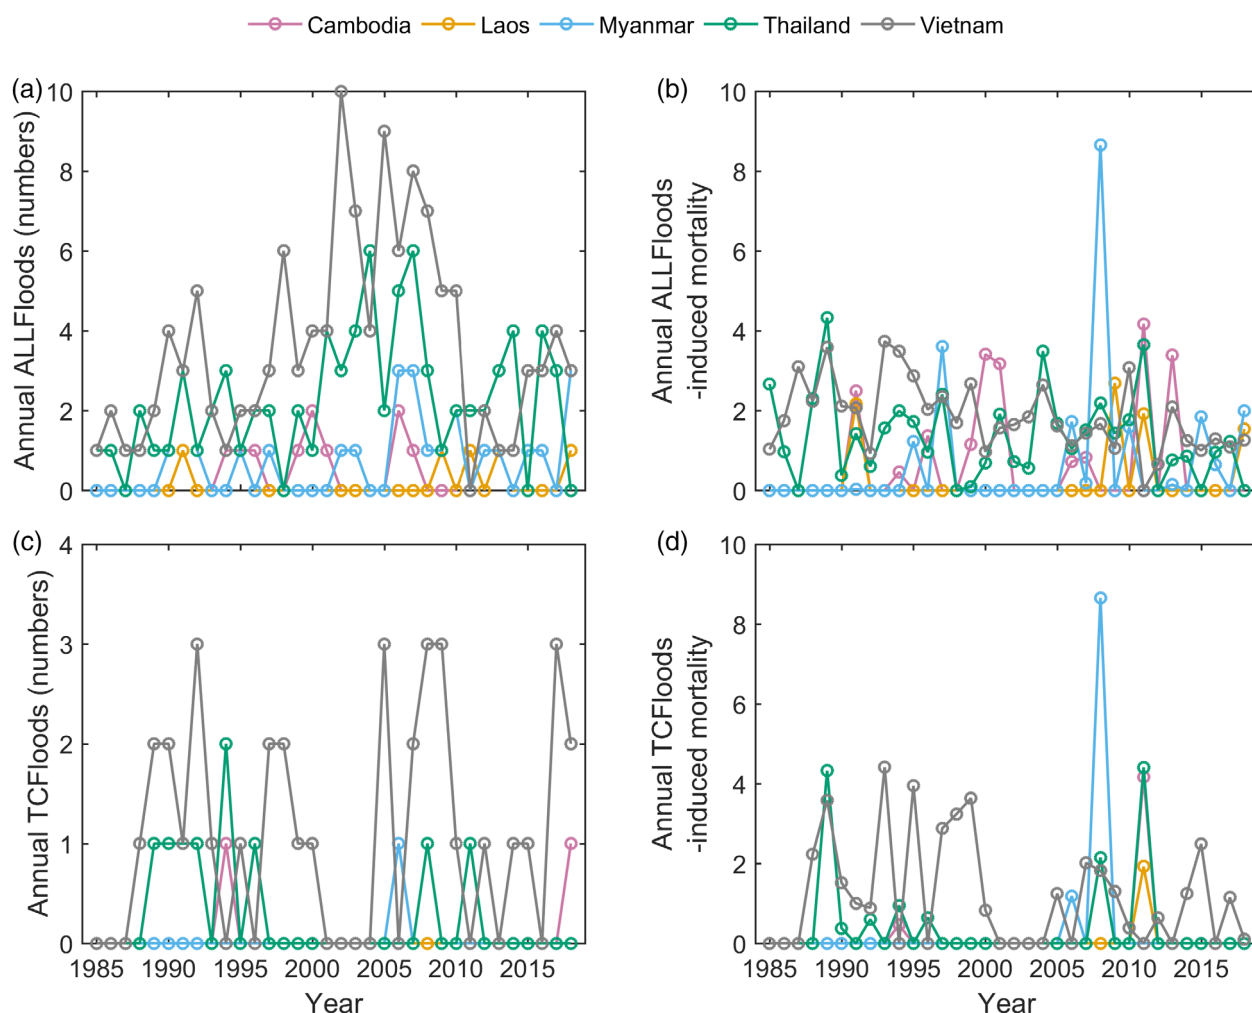 Cambodia Laos Myanmar Thailand Vietnam
(a)
Annual ALLFloods (numbers)
10
8
6
4
2
0
(b)
Annual ALLFloods
-induced mortality
10
8
6
4
2
0
(c)
Annual TCFloods (numbers)
4
3
2
1
0
1985 1990 1995 2000 2005 2010 2015
Year
(d)
Annual TCFloods
-induced mortality
10
8
6
4
2
0
1985 1990 1995 2000 2005 2010 2015
Year